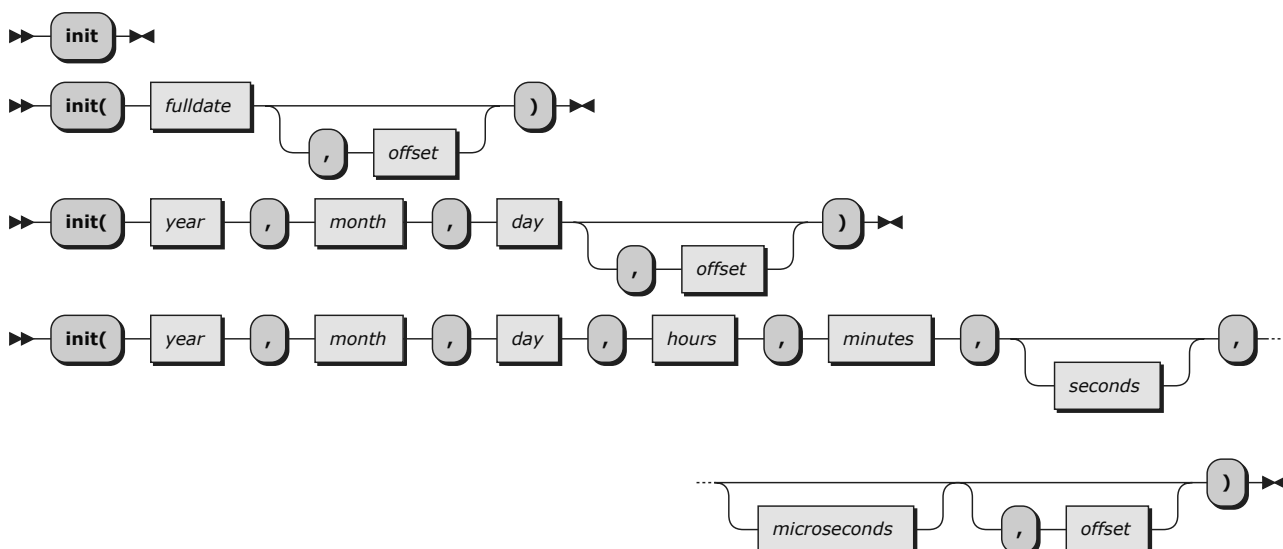 init
init( fulldate )
, offset
init( year , month , day )
, offset
init( year , month , day , hours , minutes , ,
seconds
)
microseconds , offset